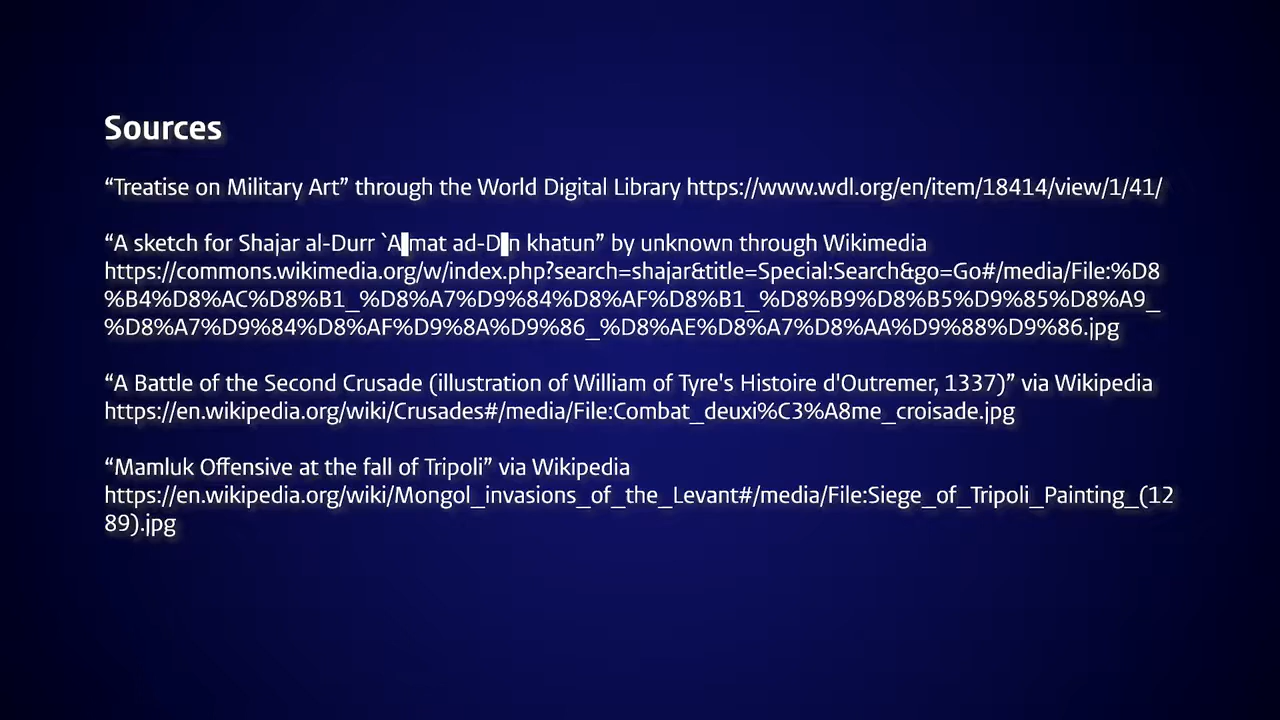 Sources
“Treatise on Military Art” through the World Digital Library https://www.wdl.org/en/item/18414/view/1/41/
“A sketch for Shajar al-Durr `A▯mat ad-D▯n khatun” by unknown through Wikimedia
https://commons.wikimedia.org/w/index.php?search=shajar&title=Special:Search&go=Go#/media/File:%D8
%B4%D8%AC%D8%B1_%D8%A7%D9%84%D8%AF%D8%B1_%D8%B9%D8%B5%D9%85%D8%A9_
%D8%A7%D9%84%D8%AF%D9%8A%D9%86_%D8%AE%D8%A7%D8%AA%D9%88%D9%86.jpg
“A Battle of the Second Crusade (illustration of William of Tyre's Histoire d'Outremer, 1337)” via Wikipedia
https://en.wikipedia.org/wiki/Crusades#/media/File:Combat_deuxi%C3%A8me_croisade.jpg
“Mamluk Offensive at the fall of Tripoli” via Wikipedia
https://en.wikipedia.org/wiki/Mongol_invasions_of_the_Levant#/media/File:Siege_of_Tripoli_Painting_(12
89).jpg